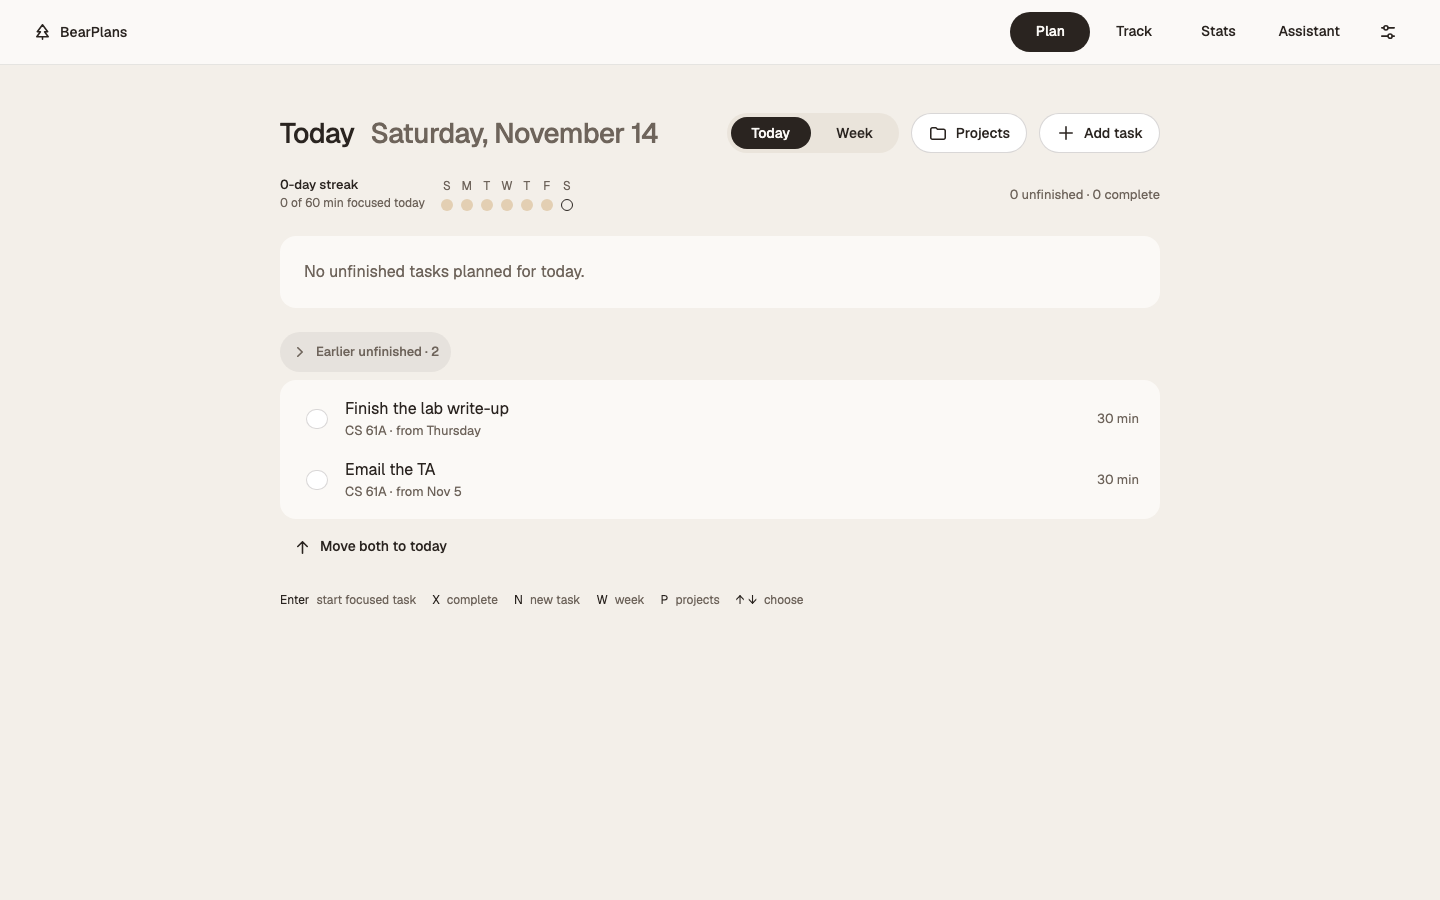 BearPlans
Plan
Track
Stats
Assistant
Today Saturday, November 14
Today
Week
Projects
Add task
0-day streak
0 of 60 min focused today
S M T W T F S
0 unfinished · 0 complete
No unfinished tasks planned for today.
Earlier unfinished · 2
Finish the lab write-up
CS 61A · from Thursday
30 min
Email the TA
CS 61A · from Nov 5
30 min
Move both to today
Enter start focused task X complete N new task W week P projects ↑↓ choose